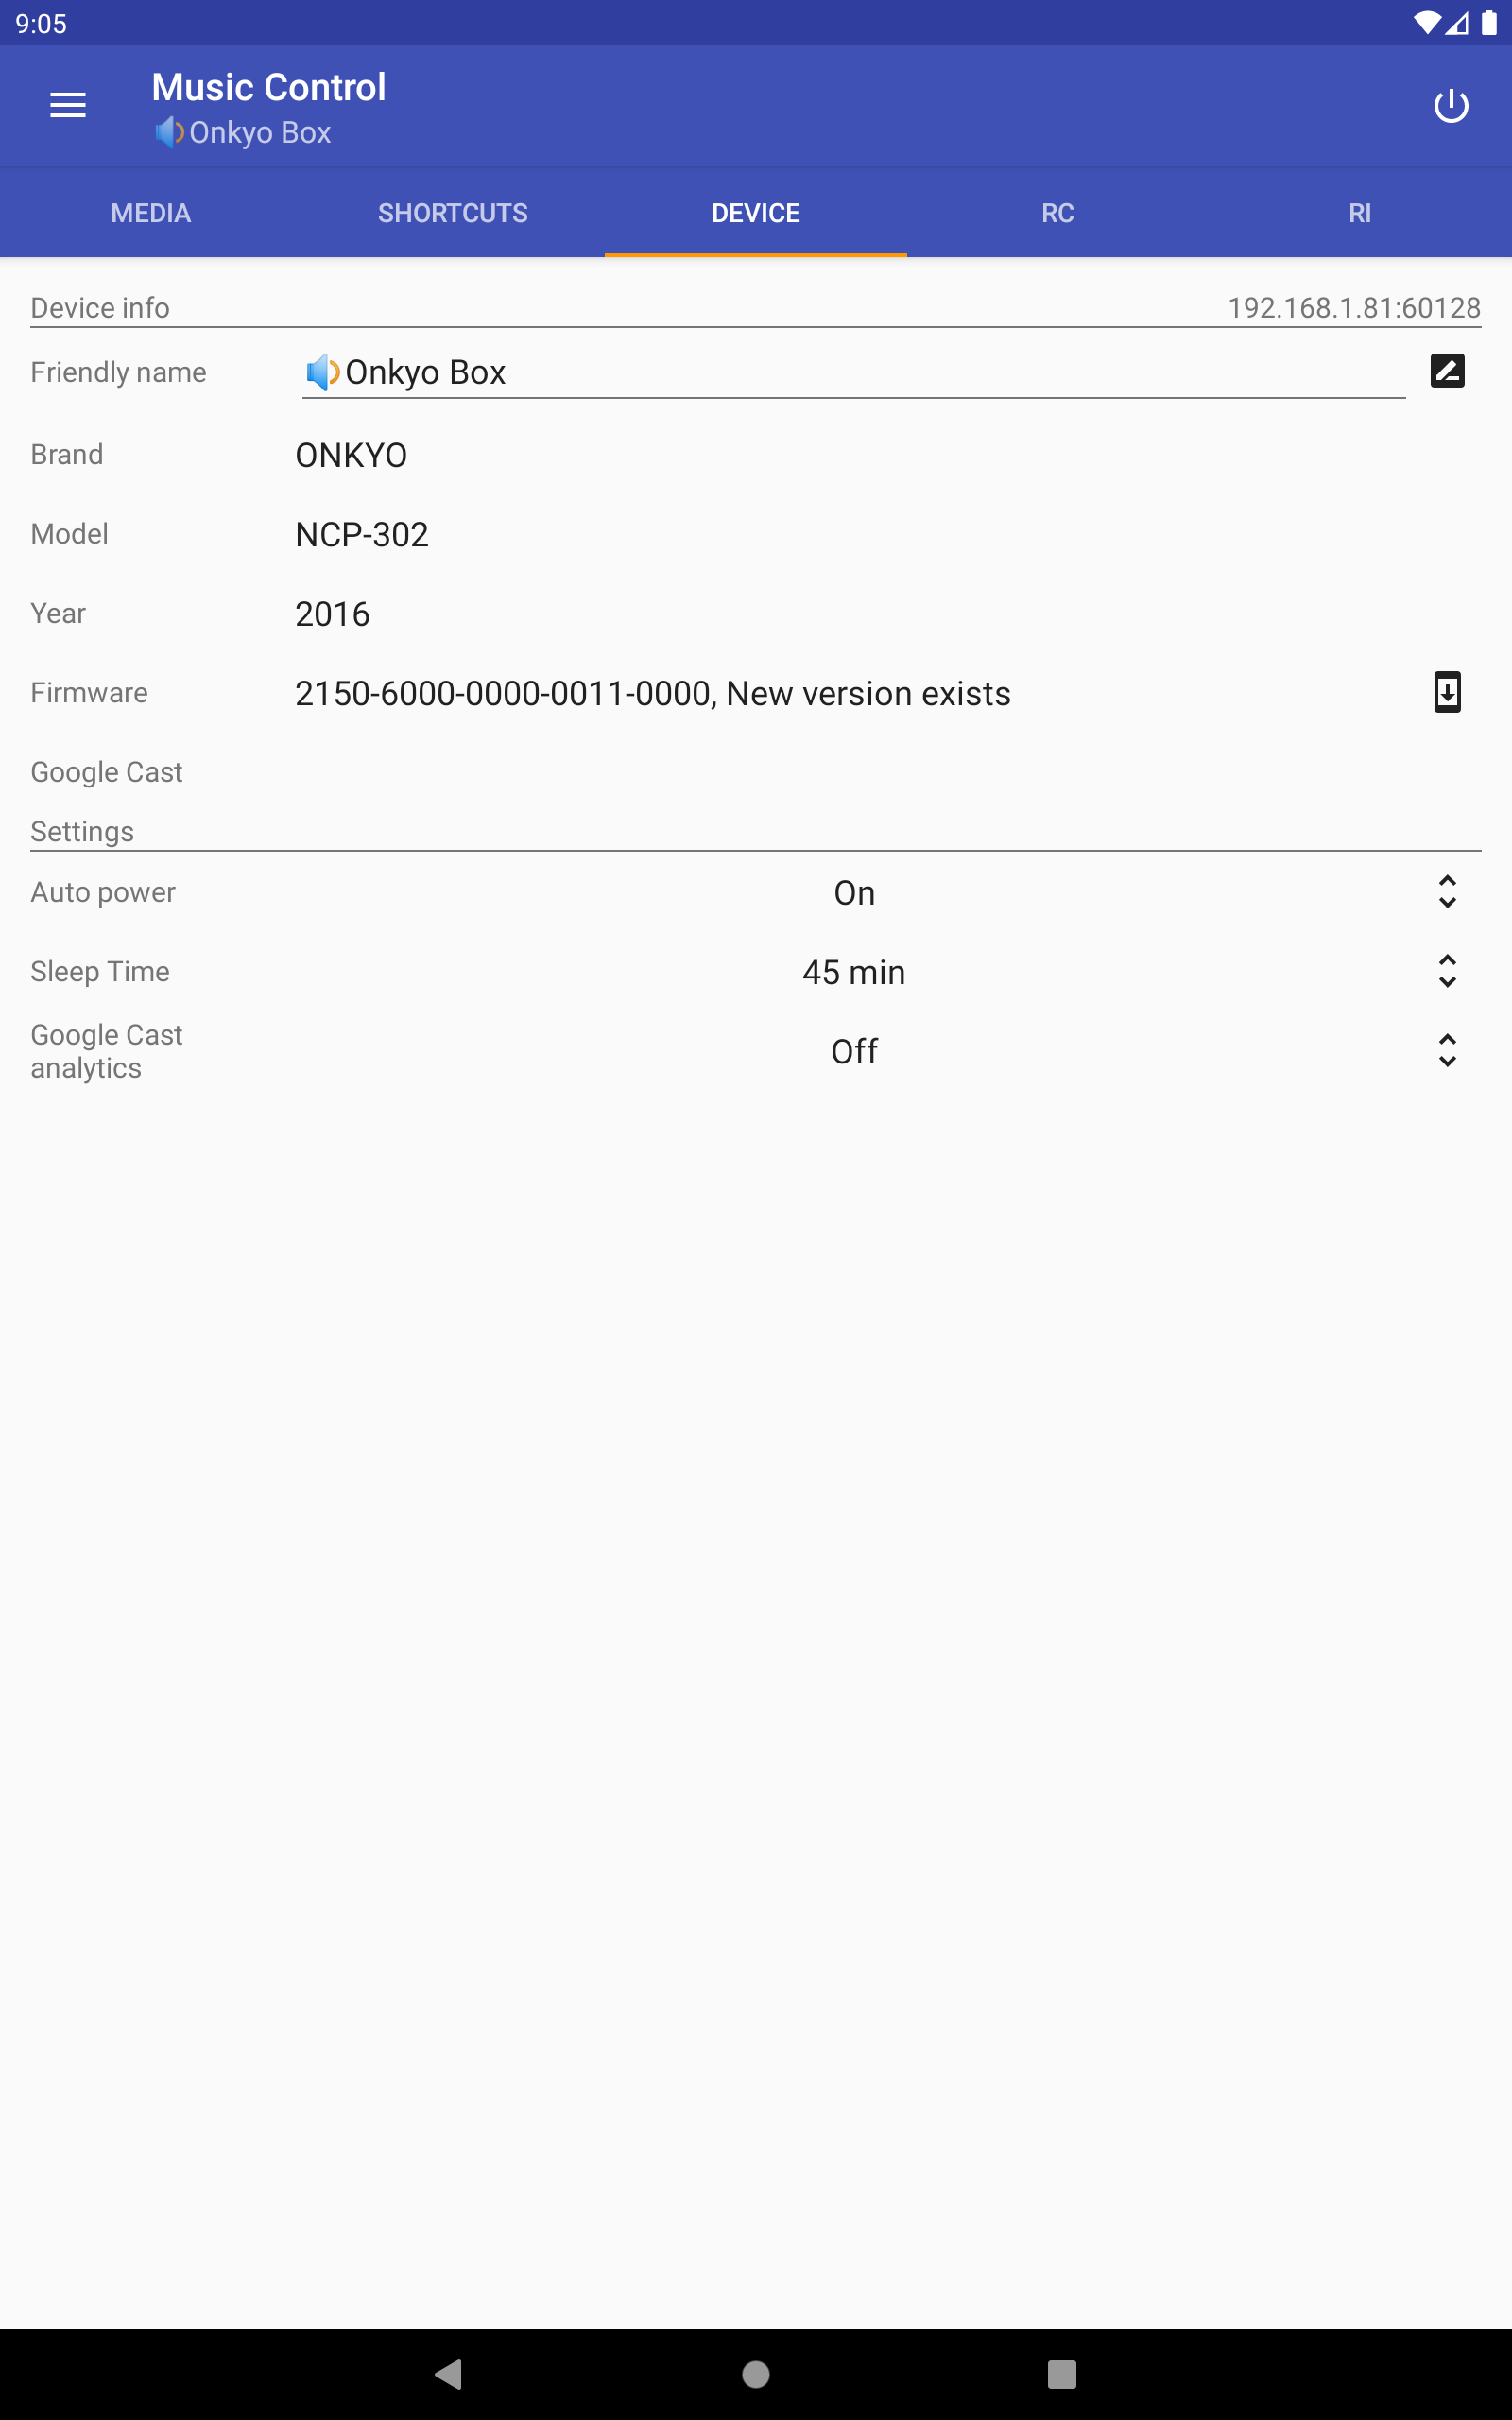 9:05
Music Control
Onkyo Box
MEDIA SHORTCUTS DEVICE RC RI
Device info 192.168.1.81:60128
Friendly name Onkyo Box
Brand ONKYO
Model NCP-302
Year 2016
Firmware 2150-6000-0000-0011-0000, New version exists
Google Cast
Settings
Auto power On
Sleep Time 45 min
Google Cast
analytics Off